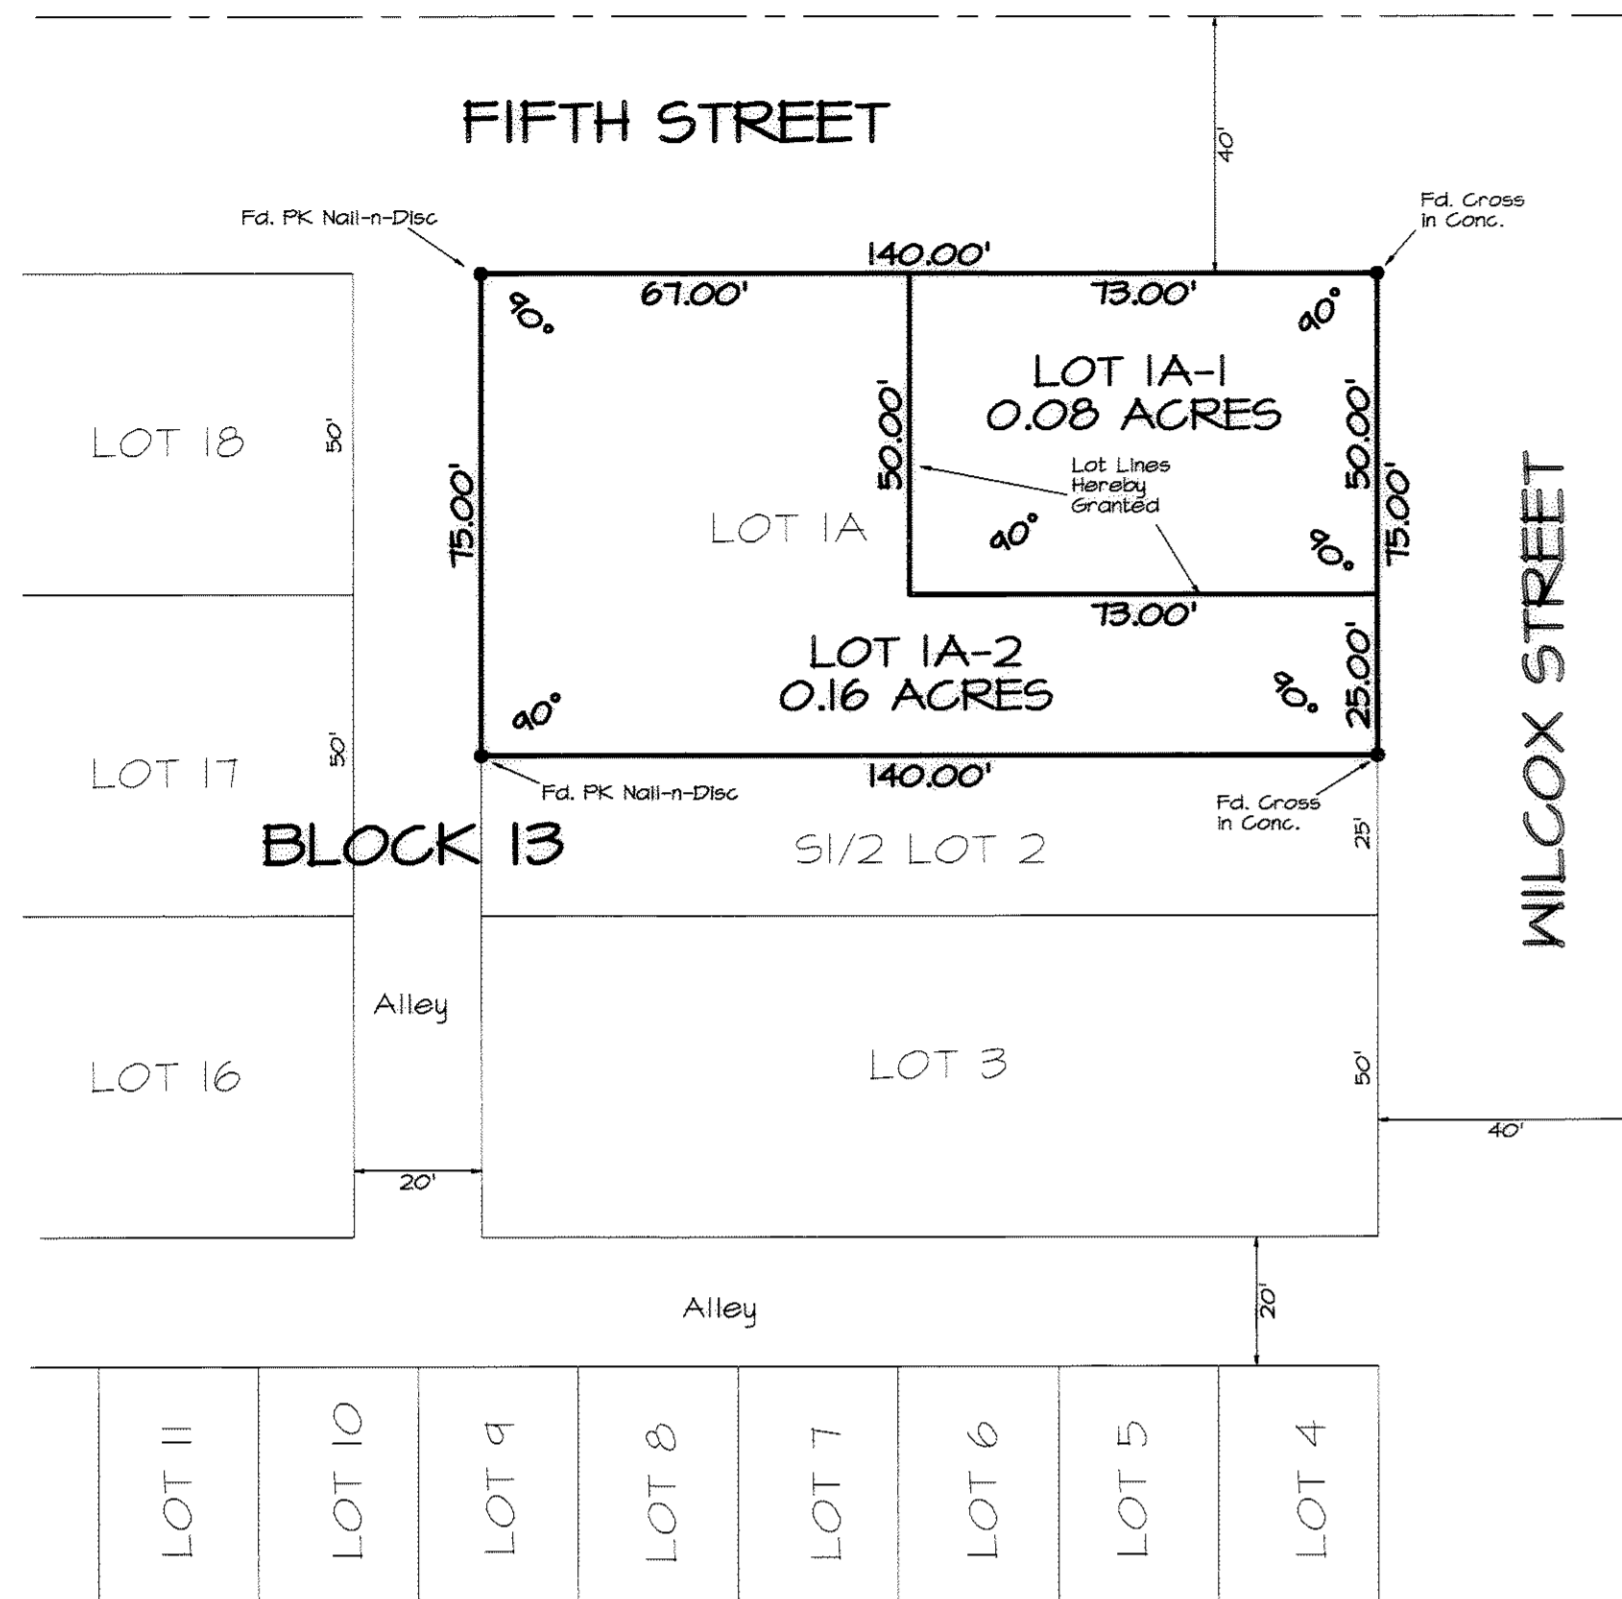 FIFTH STREET
40'
Fd. PK Nail-n-Disc
Fd. Cross
in Conc.
140.00'
67.00'
73.00'
90°
90°
LOT 1A-1
0.08 ACRES
LOT 18
50'
75.00'
50.00'
50.00'
75.00'
Lot Lines
Hereby
Granted
LOT 1A
90°
90°
WILCOX STREET
73.00'
LOT 1A-2
0.16 ACRES
25.00'
90°
90°
LOT 17
50'
140.00'
Fd. PK Nail-n-Disc
Fd. Cross
in Conc.
BLOCK 13
S1/2 LOT 2
25'
Alley
LOT 16
LOT 3
50'
40'
20'
Alley
20'
LOT 11
LOT 10
LOT 9
LOT 8
LOT 7
LOT 6
LOT 5
LOT 4